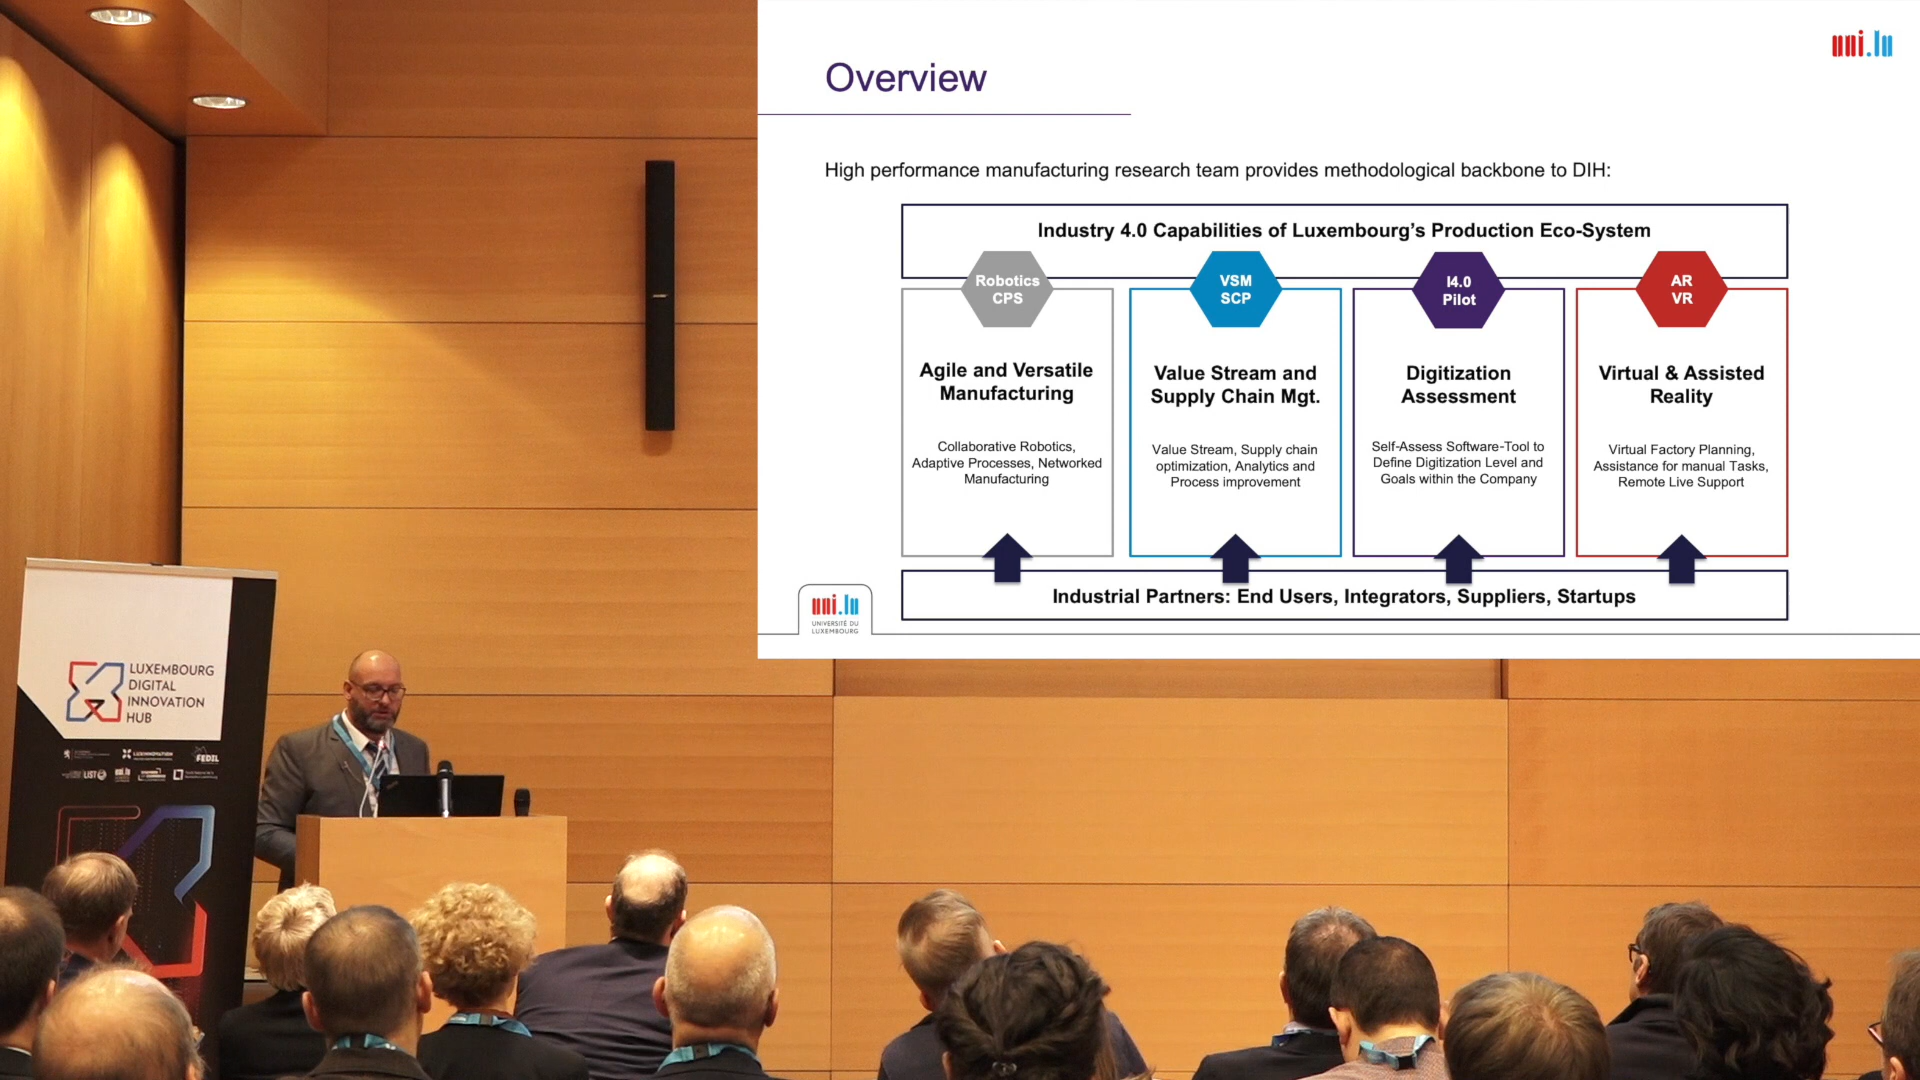 uni.lu
Overview
High performance manufacturing research team provides methodological backbone to DIH:
Industry 4.0 Capabilities of Luxembourg's Production Eco-System
Robotics
CPS
Agile and Versatile
Manufacturing
Collaborative Robotics,
Adaptive Processes, Networked
Manufacturing
VSM
SCP
Value Stream and
Supply Chain Mgt.
Value Stream, Supply chain
optimization, Analytics and
Process improvement
I4.0
Pilot
Digitization
Assessment
Self-Assess Software-Tool to
Define Digitization Level and
Goals within the Company
AR
VR
Virtual & Assisted
Reality
Virtual Factory Planning,
Assistance for manual Tasks,
Remote Live Support
Industrial Partners: End Users, Integrators, Suppliers, Startups
uni.lu
UNIVERSITÉ DU
LUXEMBOURG
LUXEMBOURG
DIGITAL
INNOVATION
HUB
LUXINNOVATION
FEDIL
LIST
uni.lu